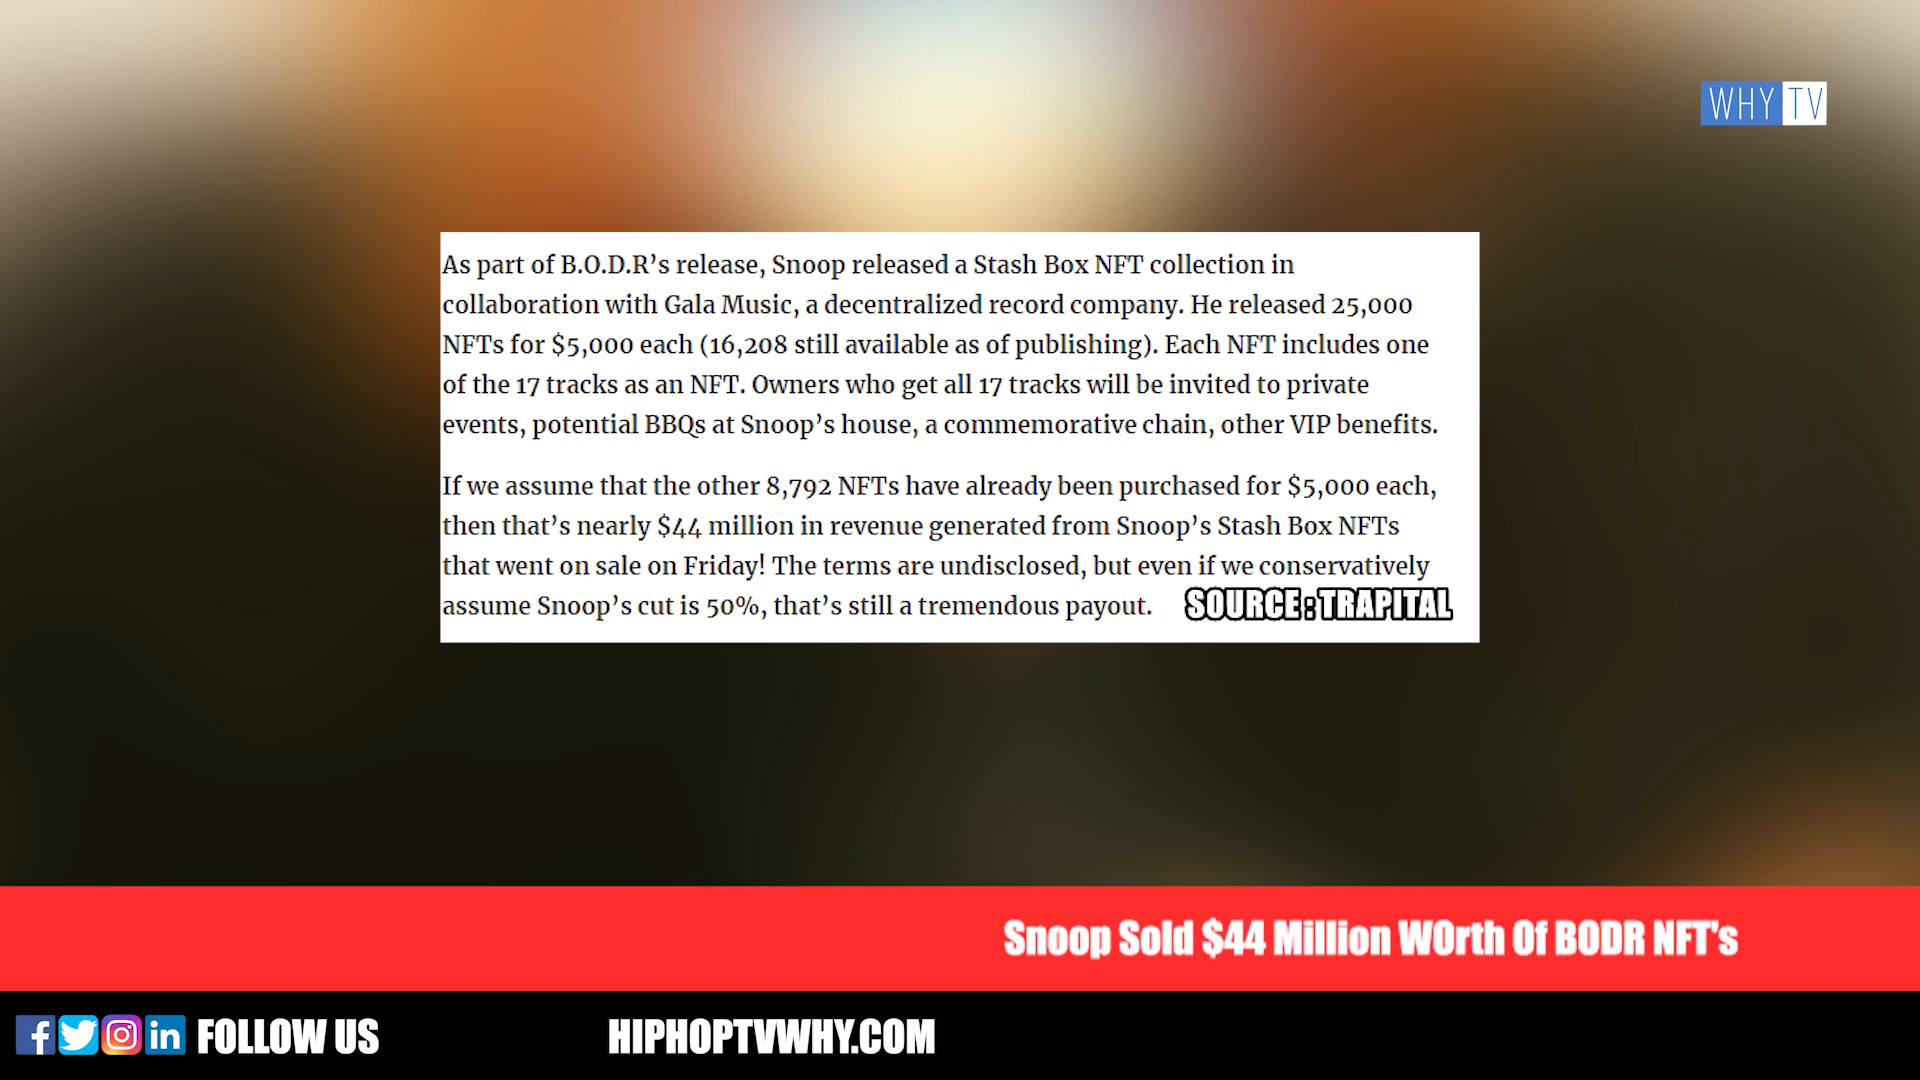 WHY TV
As part of B.O.D.R’s release, Snoop released a Stash Box NFT collection in
collaboration with Gala Music, a decentralized record company. He released 25,000
NFTs for $5,000 each (16,208 still available as of publishing). Each NFT includes one
of the 17 tracks as an NFT. Owners who get all 17 tracks will be invited to private
events, potential BBQs at Snoop’s house, a commemorative chain, other VIP benefits.
If we assume that the other 8,792 NFTs have already been purchased for $5,000 each,
then that’s nearly $44 million in revenue generated from Snoop’s Stash Box NFTs
that went on sale on Friday! The terms are undisclosed, but even if we conservatively
assume Snoop’s cut is 50%, that’s still a tremendous payout.
SOURCE : TRAPITAL
Snoop Sold $44 Million WOrth Of BODR NFT's
FOLLOW US
HIPHOPTVWHY.COM